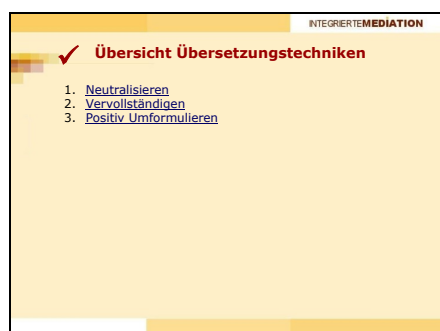 INTEGRIERTEMEDIATION
Übersicht Übersetzungstechniken
1. Neutralisieren
2. Vervollständigen
3. Positiv Umformulieren